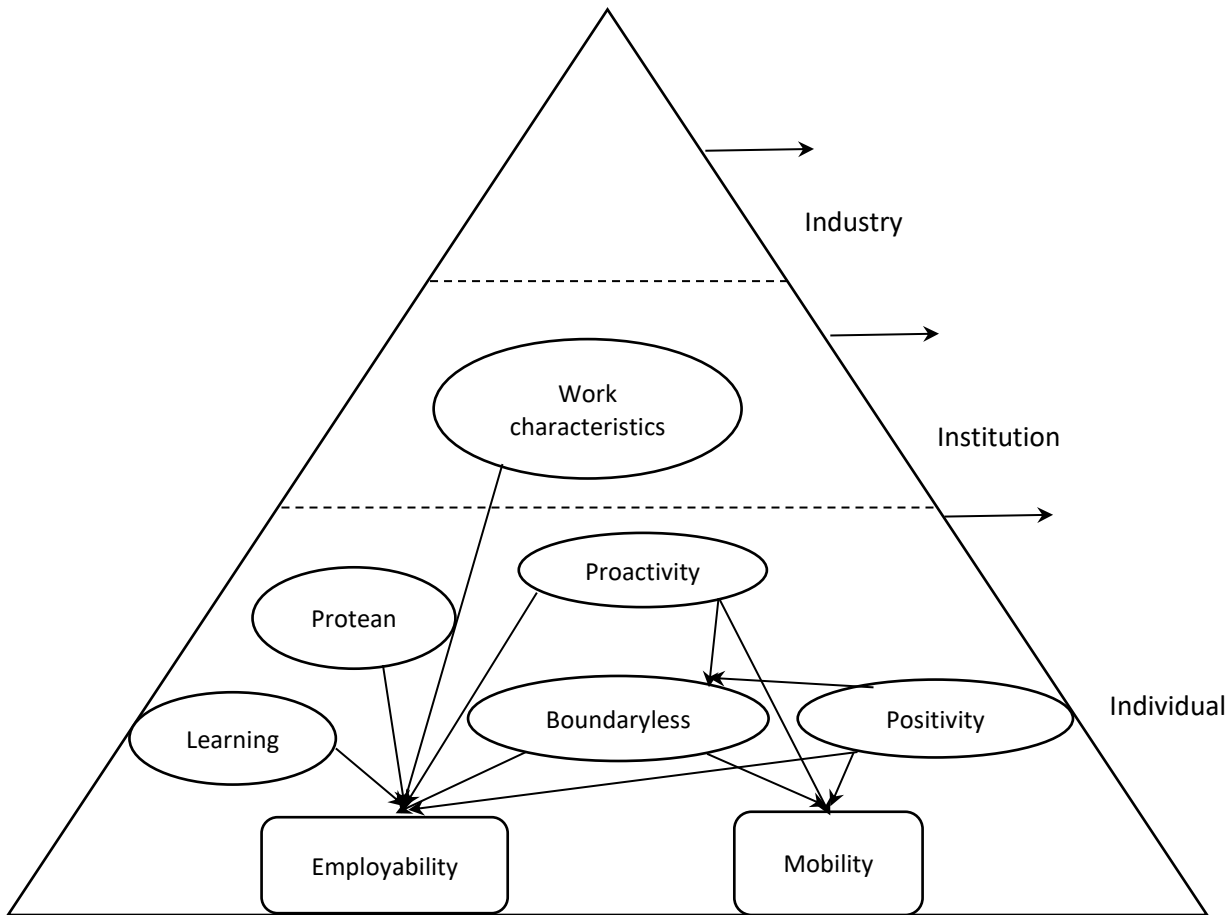 Industry
Work
characteristics
Institution
Proactivity
Protean
Individual
Boundaryless
Positivity
Learning
Employability
Mobility